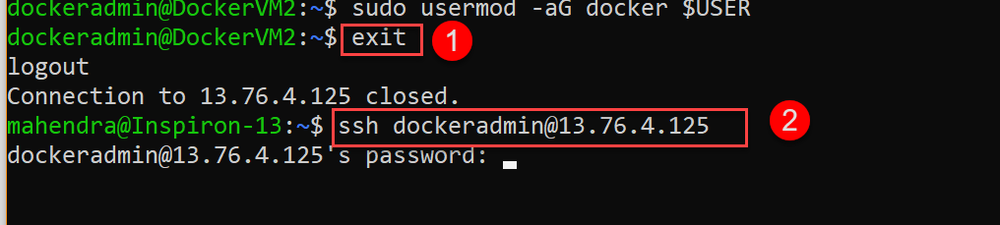 dockeradmin@DockerVM2:~$ sudo usermod -aG docker $USER
dockeradmin@DockerVM2:~$ exit 1
logout
Connection to 13.76.4.125 closed.
mahendra@Inspiron-13:~$ ssh dockeradmin@13.76.4.125 2
dockeradmin@13.76.4.125's password: